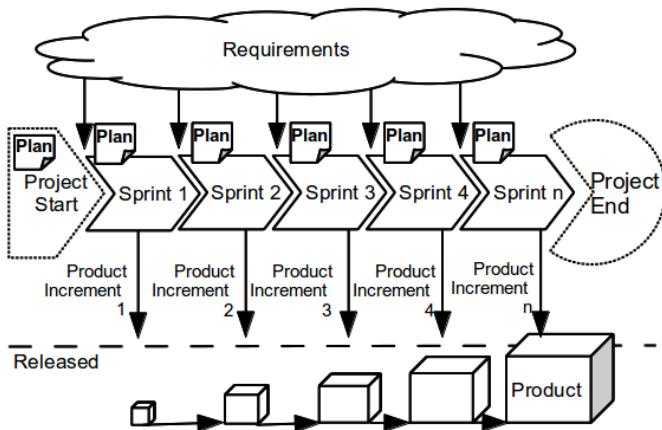 Requirements
Plan
Plan
Plan
Plan
Plan
Plan
Project
Start
Sprint 1
Sprint 2
Sprint 3
Sprint 4
Sprint n
Project
End
Product
Increment
1
Product
Increment
2
Product
Increment
3
Product
Increment
4
Product
Increment
n
Released
Product